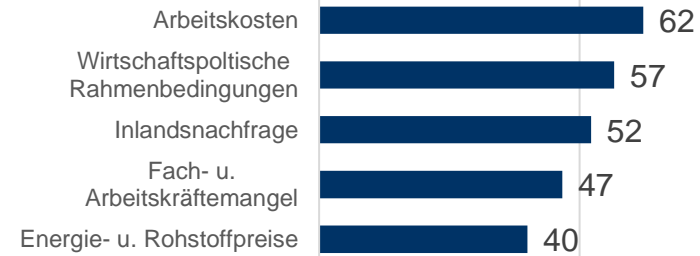 Arbeitskosten 62
Wirtschaftspoltische
Rahmenbedingungen 57
Inlandsnachfrage 52
Fach- u.
Arbeitskräftemangel 47
Energie- u. Rohstoffpreise 40